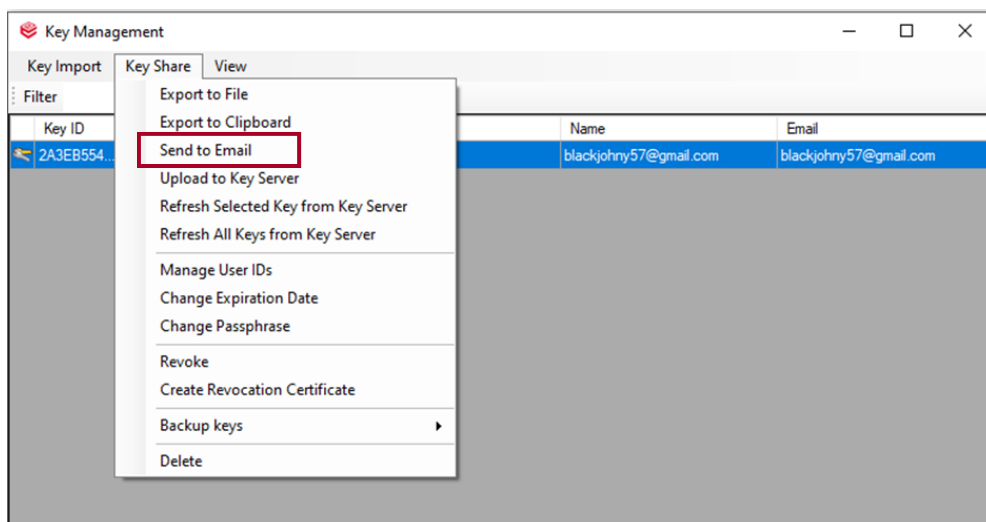 Key Management
Key Import Key Share View
Filter
Export to File
Export to Clipboard
Key ID Name Email
Send to Email
2A3EB554... blackjohny57@gmail.com blackjohny57@gmail.com
Upload to Key Server
Refresh Selected Key from Key Server
Refresh All Keys from Key Server
Manage User IDs
Change Expiration Date
Change Passphrase
Revoke
Create Revocation Certificate
Backup keys
Delete